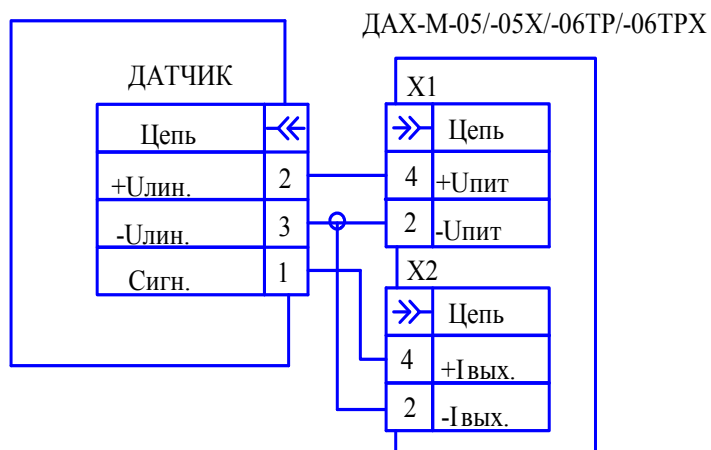 ДАХ-М-05/-05Х/-06ТР/-06ТРХ
ДАТЧИК
Цепь
+Uлин. 2
-Uлин. 3
Сигн. 1
X1
Цепь
4 +Uпит
2 -Uпит
X2
Цепь
4 +Iвых.
2 -Iвых.